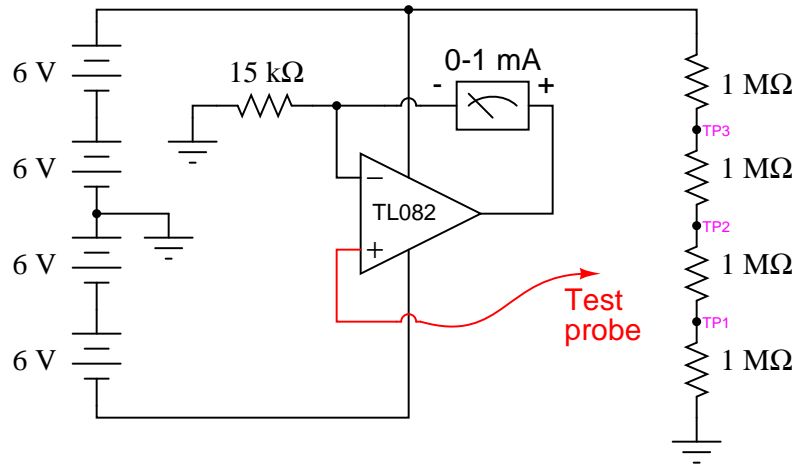 0-1 mA
6 V
15 kΩ
-
+
1 MΩ
TP3
6 V
−
1 MΩ
TL082
TP2
+
6 V
1 MΩ
Test
probe
TP1
6 V
1 MΩ